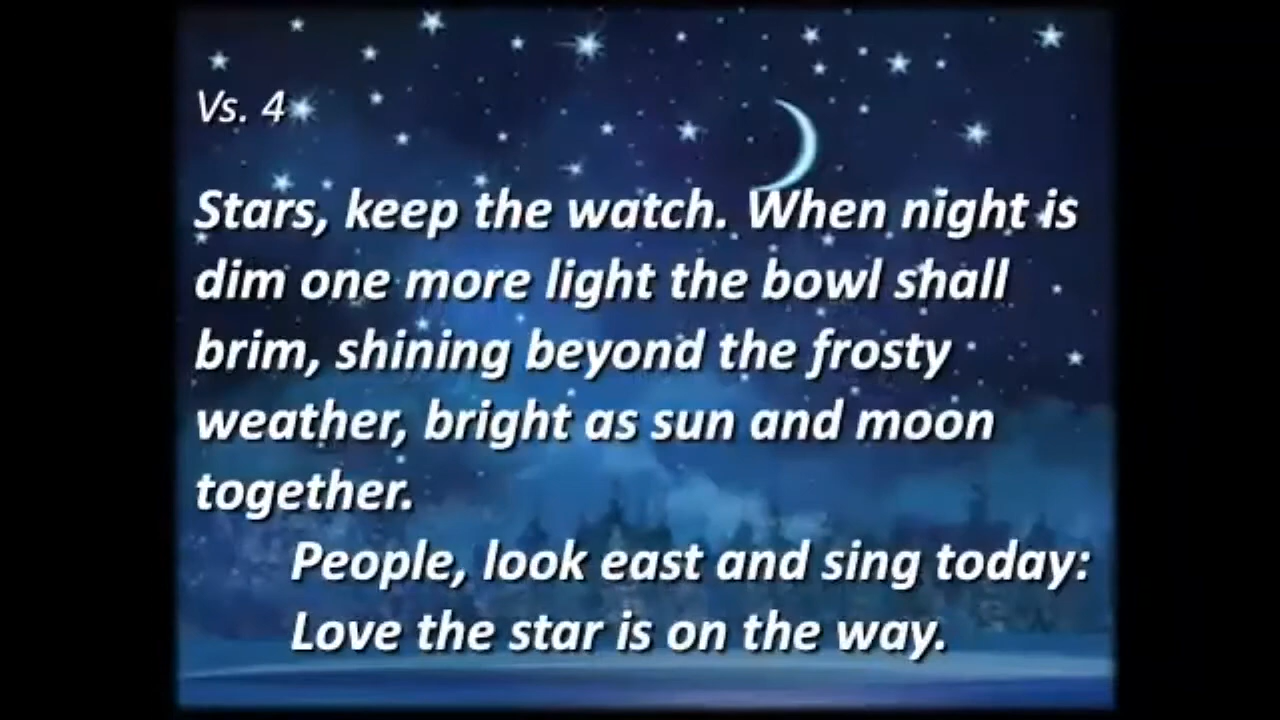 Vs. 4
Stars, keep the watch. When night is
dim one more light the bowl shall
brim, shining beyond the frosty
weather, bright as sun and moon
together.
People, look east and sing today:
Love the star is on the way.